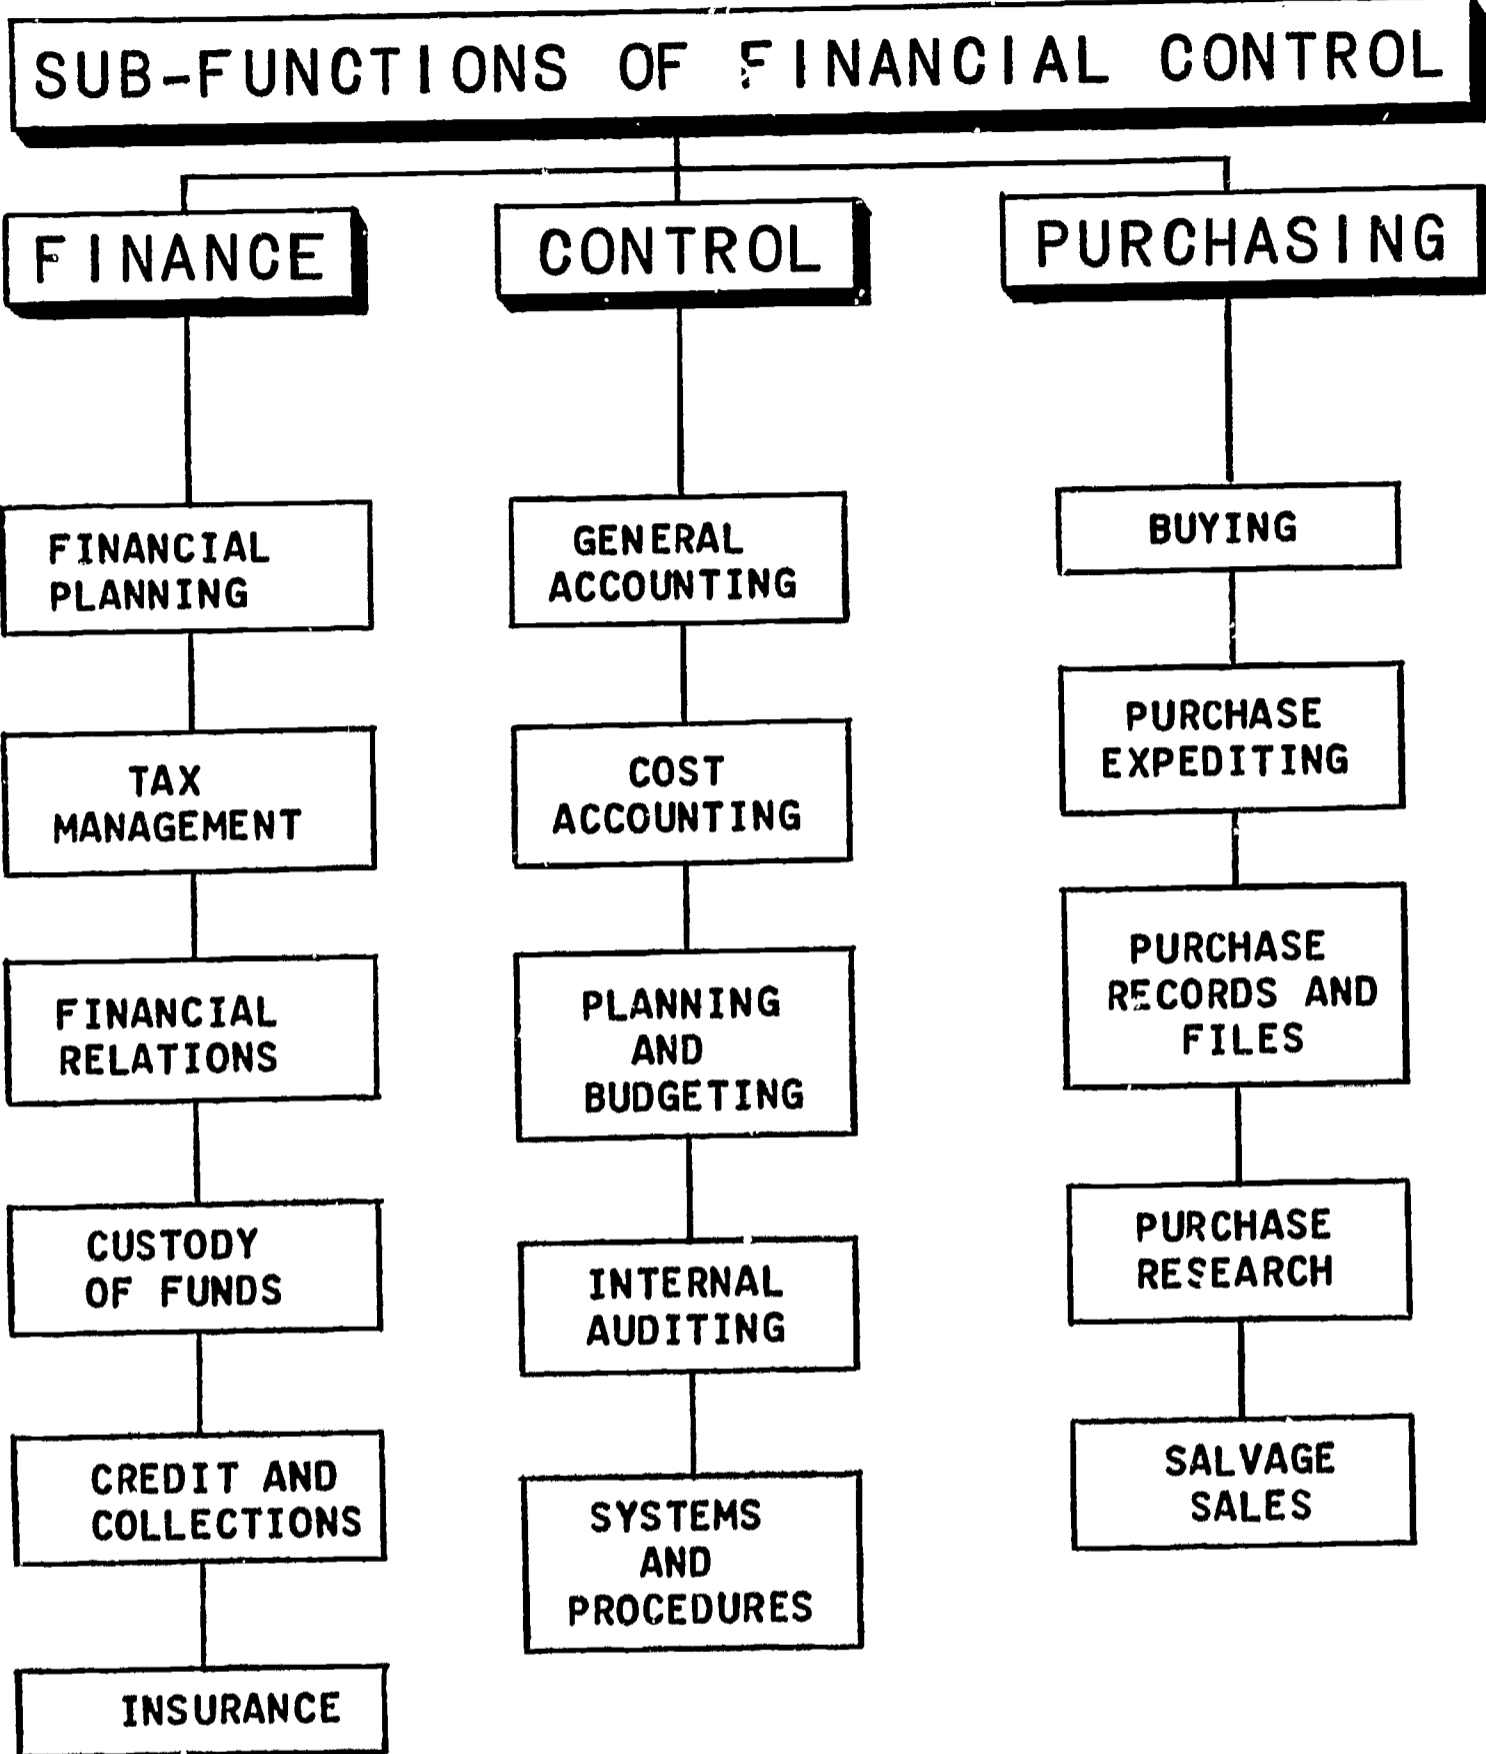 SUB-FUNCTIONS OF FINANCIAL CONTROL
FINANCE
CONTROL
PURCHASING
FINANCIAL
PLANNING
TAX
MANAGEMENT
FINANCIAL
RELATIONS
CUSTODY
OF FUNDS
CREDIT AND
COLLECTIONS
INSURANCE
GENERAL
ACCOUNTING
COST
ACCOUNTING
PLANNING
AND
BUDGETING
INTERNAL
AUDITING
SYSTEMS
AND
PROCEDURES
BUYING
PURCHASE
EXPEDITING
PURCHASE
RECORDS AND
FILES
PURCHASE
RESEARCH
SALVAGE
SALES